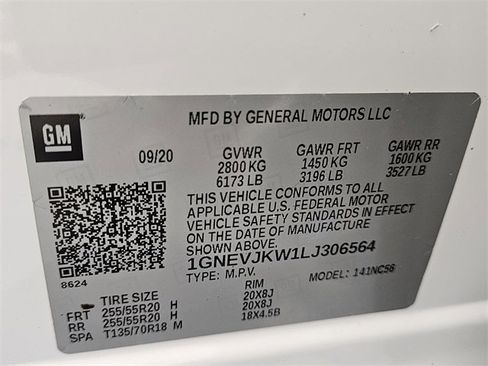 GM
MFD BY GENERAL MOTORS LLC
09/20 GVWR GAWR FRT GAWR RR
2800 KG 1450 KG 1600 KG
6173 LB 3196 LB 3527 LB
THIS VEHICLE CONFORMS TO ALL
APPLICABLE U.S. FEDERAL MOTOR
VEHICLE SAFETY STANDARDS IN EFFECT
ON THE DATE OF MANUFACTURE
SHOWN ABOVE.
1GNEVJKW1LJ306564
8624 TYPE: M.P.V. MODEL: 141NC56
TIRE SIZE RIM
FRT 255/55R20 H 20X8J
RR 255/55R20 H 20X8J
SPA T135/70R18 M 18X4.5B